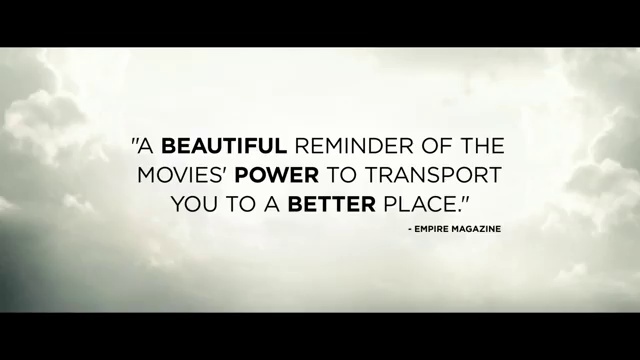 "A BEAUTIFUL REMINDER OF THE
MOVIES' POWER TO TRANSPORT
YOU TO A BETTER PLACE."
- EMPIRE MAGAZINE